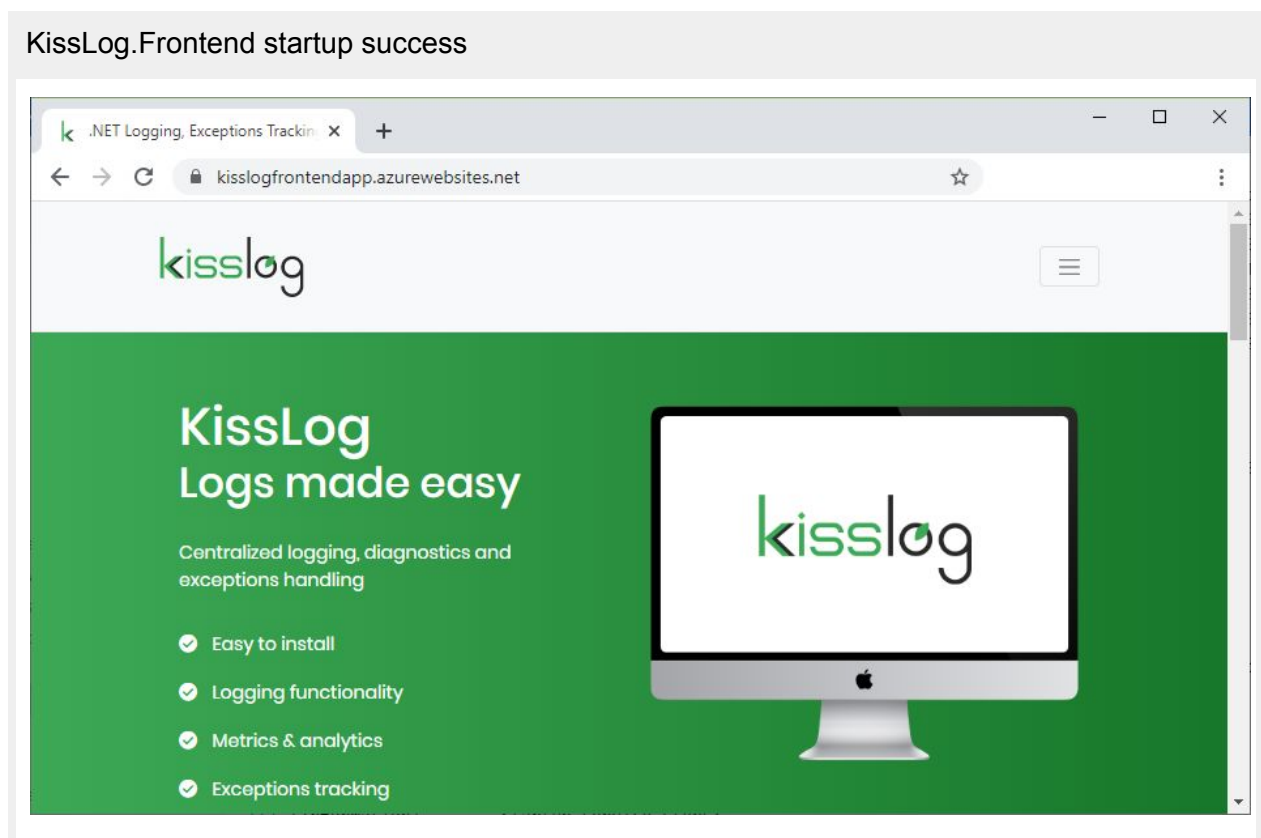 KissLog.Frontend startup success
.NET Logging, Exceptions Trackin
kisslogfrontendapp.azurewebsites.net
kisslog
KissLog
Logs made easy
kisslog
Centralized logging, diagnostics and
exceptions handling
Easy to install
Logging functionality
Metrics & analytics
Exceptions tracking